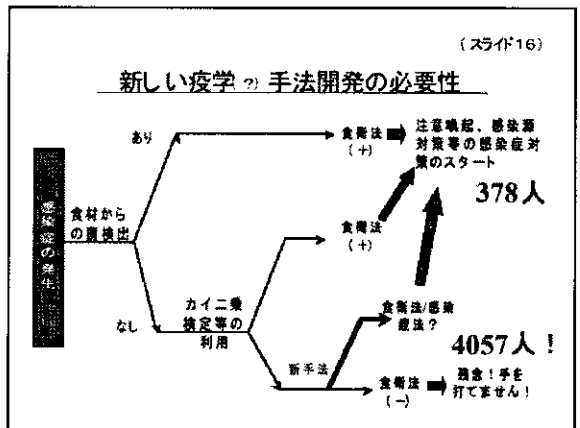 (スライド16)
新しい疫学(?)手法開発の必要性
感染症の発生
食材から
の菌検出
あり
食衛法
(+)
注意喚起、感染源
対策等の感染症対
策のスタート
378人
食衛法
(+)
なし
カイ二乗
検定等の
利用
食衛法/感染
症法?
新手法
4057人!
食衛法
(−)
残念!手を
打てません!